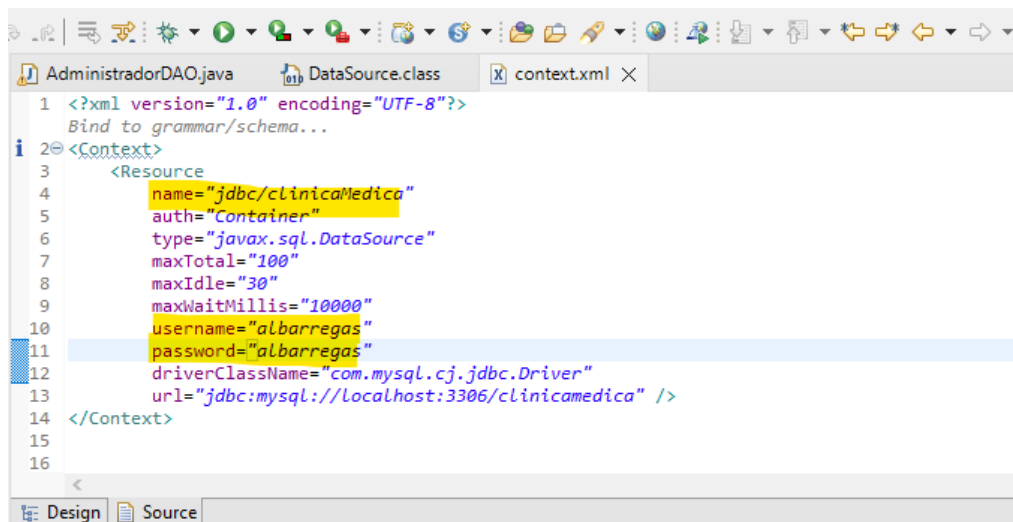 AdministradorDAO.java DataSource.class context.xml
1 <?xml version="1.0" encoding="UTF-8"?>
Bind to grammar/schema...
2 <Context>
3 <Resource
4 name="jdbc/clinicaMedica"
5 auth="Container"
6 type="javax.sql.DataSource"
7 maxTotal="100"
8 maxIdle="30"
9 maxWaitMillis="10000"
10 username="albarregas"
11 password="albarregas"
12 driverClassName="com.mysql.cj.jdbc.Driver"
13 url="jdbc:mysql://localhost:3306/clinicamedica" />
14 </Context>
15
16
Design Source